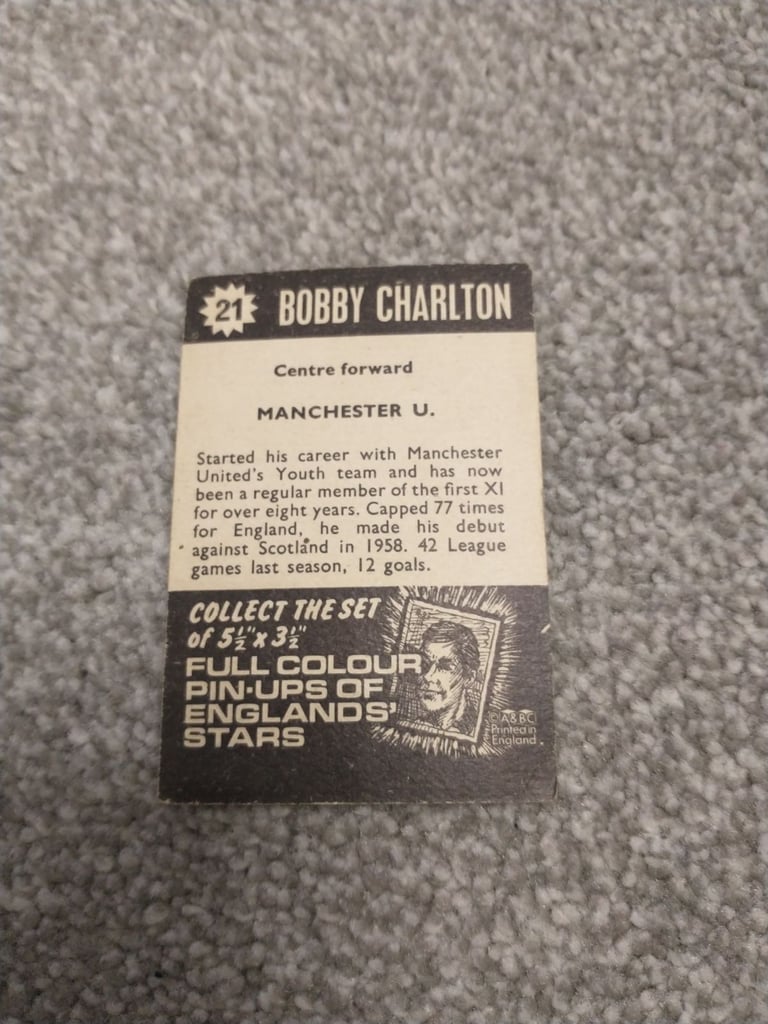 21 BOBBY CHARLTON
Centre forward
MANCHESTER U.
Started his career with Manchester
United's Youth team and has now
been a regular member of the first XI
for over eight years. Capped 77 times
for England, he made his debut
against Scotland in 1958. 42 League
games last season, 12 goals.
COLLECT THE SET
of 5½" x 3½"
FULL COLOUR
PIN-UPS OF
ENGLANDS'
STARS
© A&BC
Printed in
England.